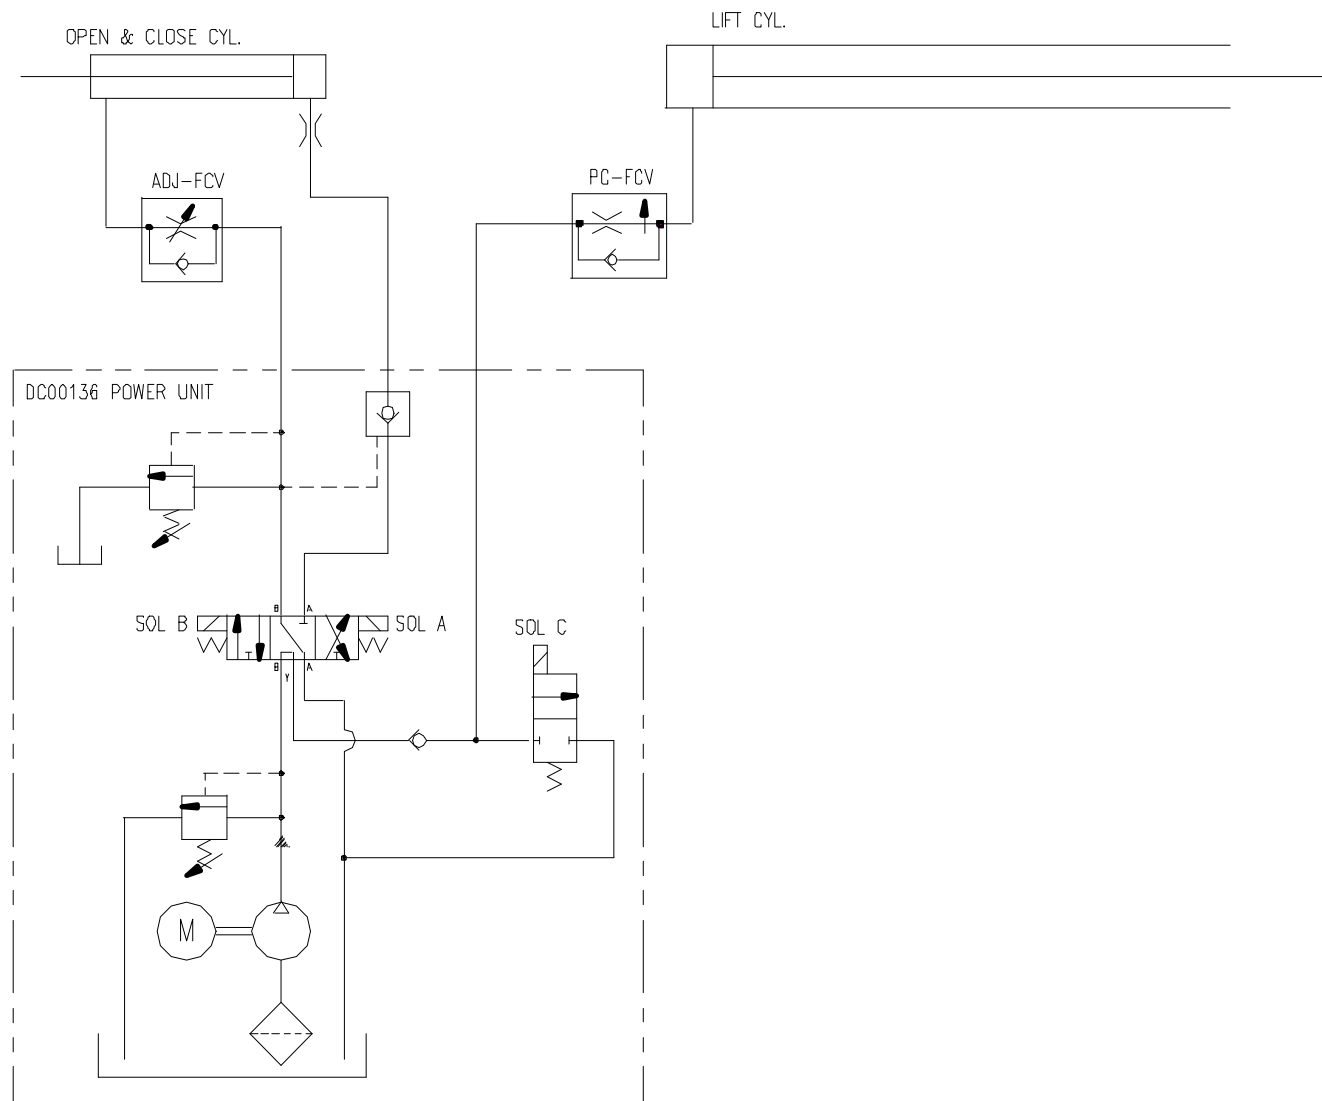 LIFT CYL.
OPEN & CLOSE CYL.
ADJ-FCV
PC-FCV
DC00136 POWER UNIT
B A
SOL B
SOL A
SOL C
B A
Y
M